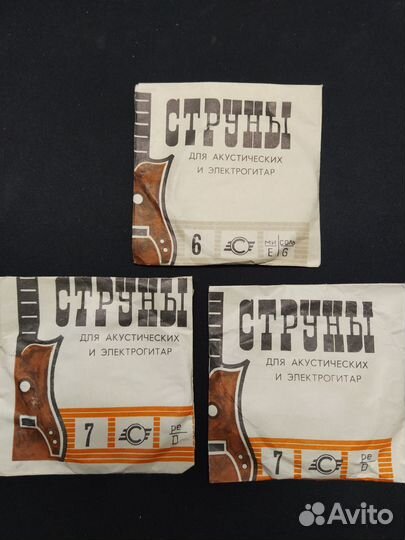 СТРУНЫ
ДЛЯ АКУСТИЧЕСКИХ
И ЭЛЕКТРОГИТАР
6 C ми/соль
E/G
СТРУНЫ
ДЛЯ АКУСТИЧЕСКИХ
И ЭЛЕКТРОГИТАР
7 C ре
D
СТРУНЫ
ДЛЯ АКУСТИЧЕСКИХ
И ЭЛЕКТРОГИТАР
7 C ре
D
Avito